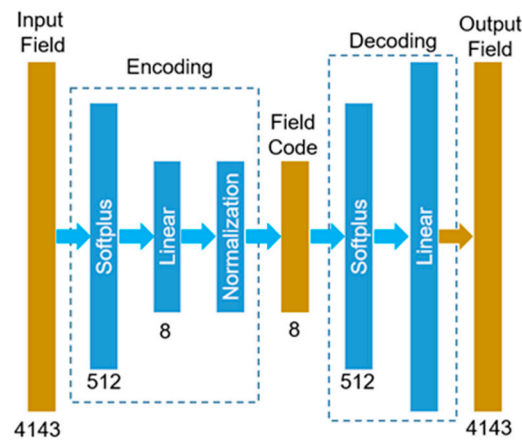 Input
Field
Encoding
Decoding
Output
Field
Field
Code
Softplus
Linear
Normalization
Softplus
Linear
8
8
512
512
4143
4143